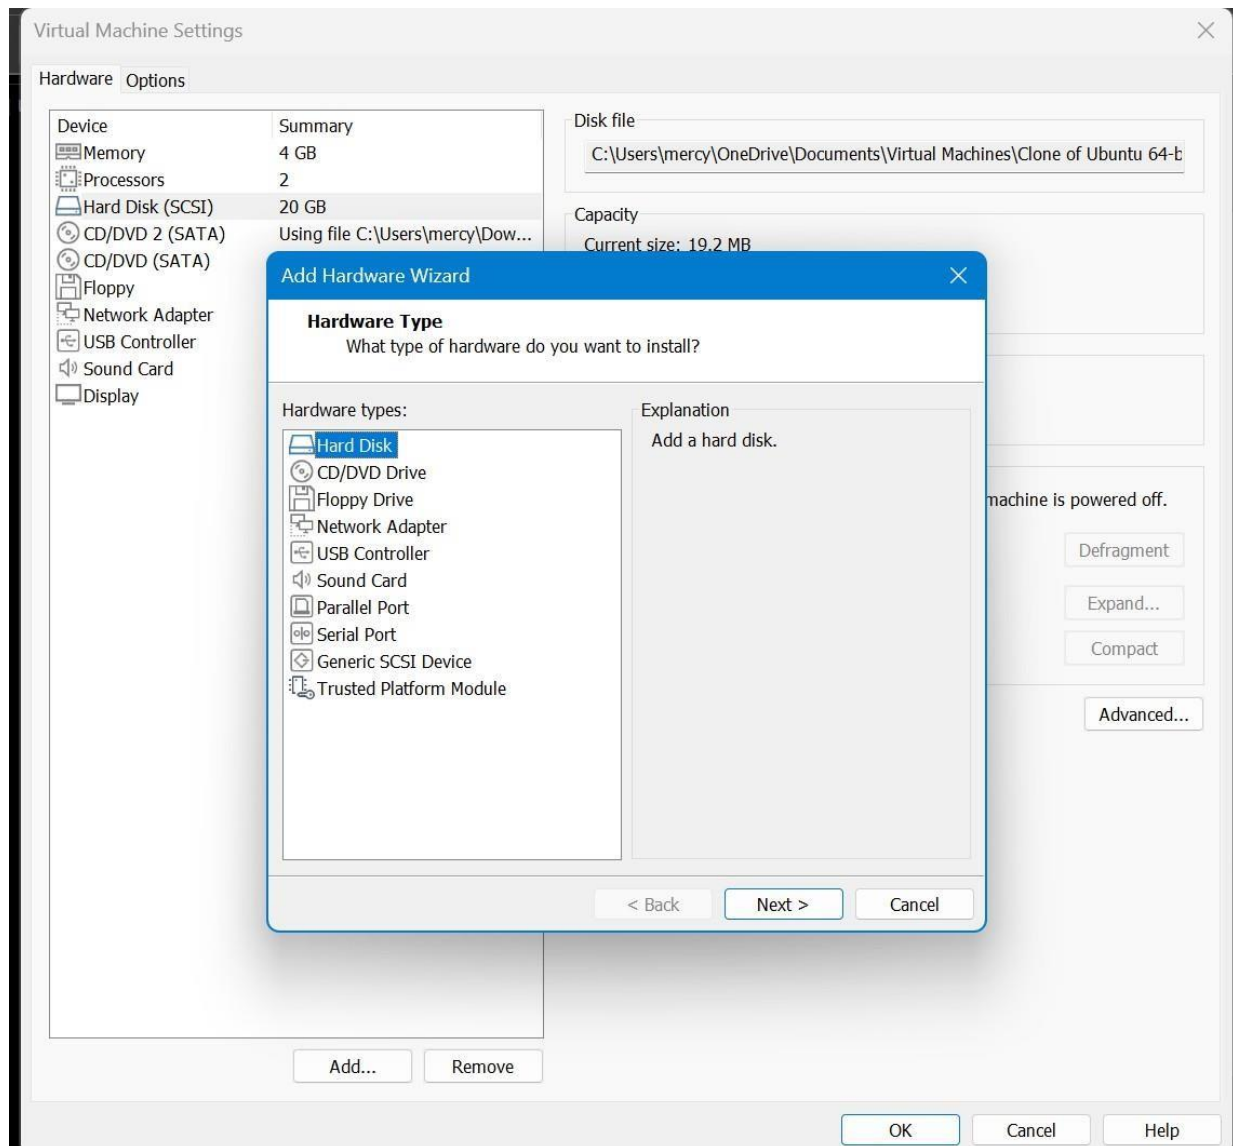 Virtual Machine Settings
Hardware Options
Device Summary
Memory 4 GB
Processors 2
Hard Disk (SCSI) 20 GB
CD/DVD 2 (SATA) Using file C:\Users\mercy\Dow...
CD/DVD (SATA)
Floppy
Network Adapter
USB Controller
Sound Card
Display
Disk file
C:\Users\mercy\OneDrive\Documents\Virtual Machines\Clone of Ubuntu 64-b
Capacity
Current size: 19.2 MB
Add Hardware Wizard
Hardware Type
What type of hardware do you want to install?
Hardware types:
Hard Disk
CD/DVD Drive
Floppy Drive
Network Adapter
USB Controller
Sound Card
Parallel Port
Serial Port
Generic SCSI Device
Trusted Platform Module
Explanation
Add a hard disk.
< Back Next > Cancel
machine is powered off.
Defragment
Expand...
Compact
Advanced...
Add... Remove
OK Cancel Help